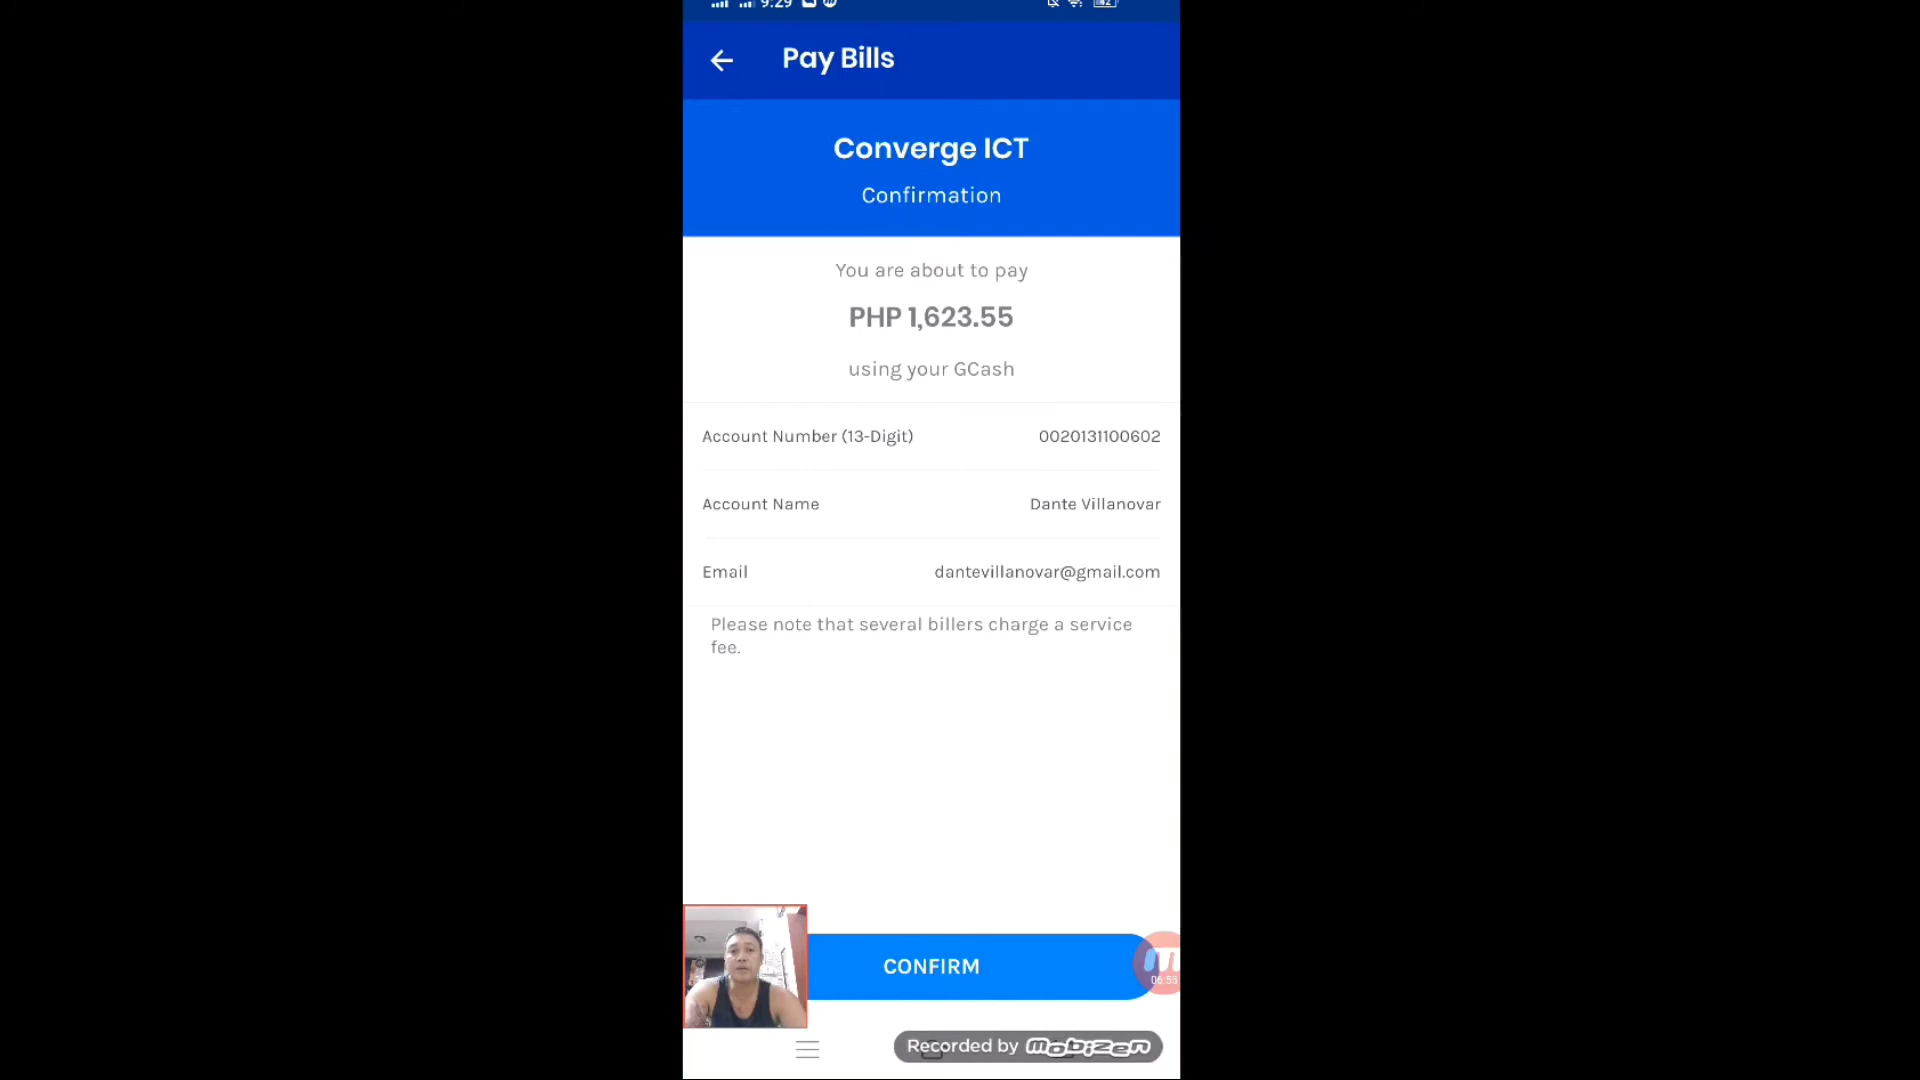 9:29
Pay Bills
Converge ICT
Confirmation
You are about to pay
PHP 1,623.55
using your GCash
Account Number (13-Digit) 0020131100602
Account Name Dante Villanovar
Email dantevillanovar@gmail.com
Please note that several billers charge a service
fee.
CONFIRM
06:55
Recorded by mobizen